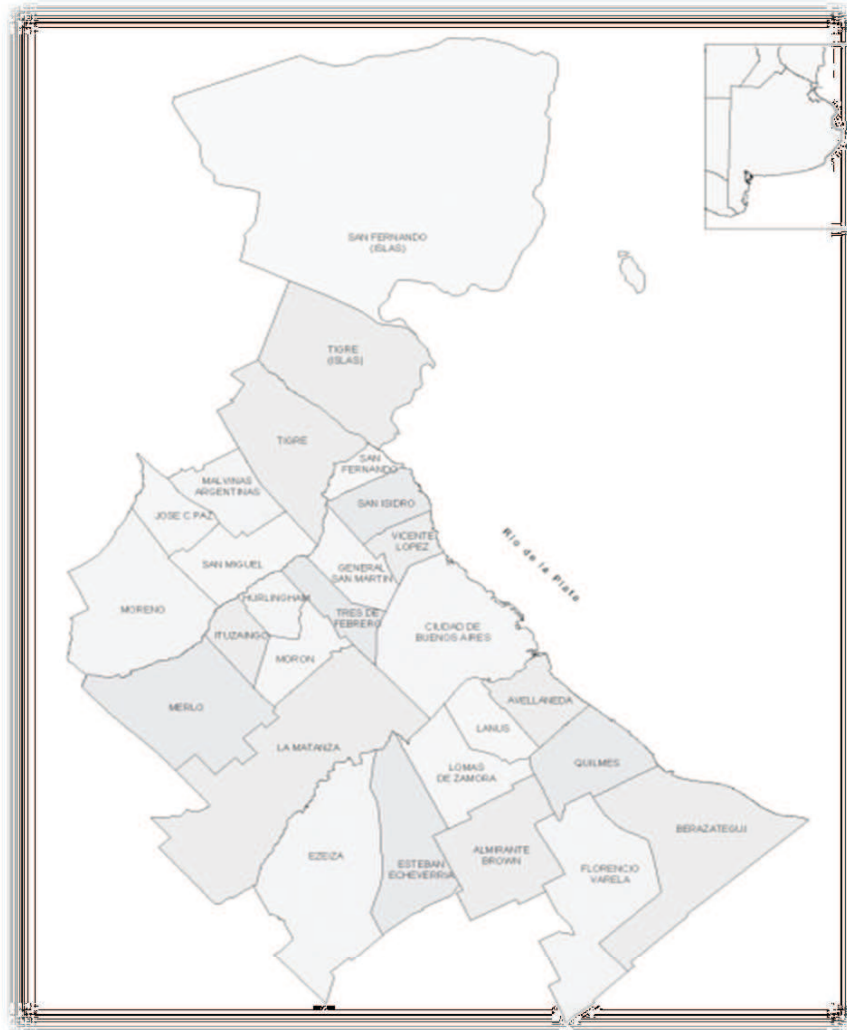 SAN FERNANDO
(ISLAS)
TIGRE
(ISLAS)
TIGRE
SAN
FERNANDO
MALVINAS
ARGENTINAS
SAN ISIDRO
JOSE C.PAZ
VICENTE
LOPEZ
Río de la Plata
SAN MIGUEL
GENERAL
SAN MARTIN
HURLINGHAM
MORENO
TRES DE
FEBRERO
CIUDAD DE
BUENOS AIRES
ITUZAINGO
MORON
MERLO
AVELLANEDA
LANUS
LA MATANZA
LOMAS
DE ZAMORA
QUILMES
BERAZATEGUI
EZEIZA
ESTEBAN
ECHEVERRIA
ALMIRANTE
BROWN
FLORENCIO
VARELA